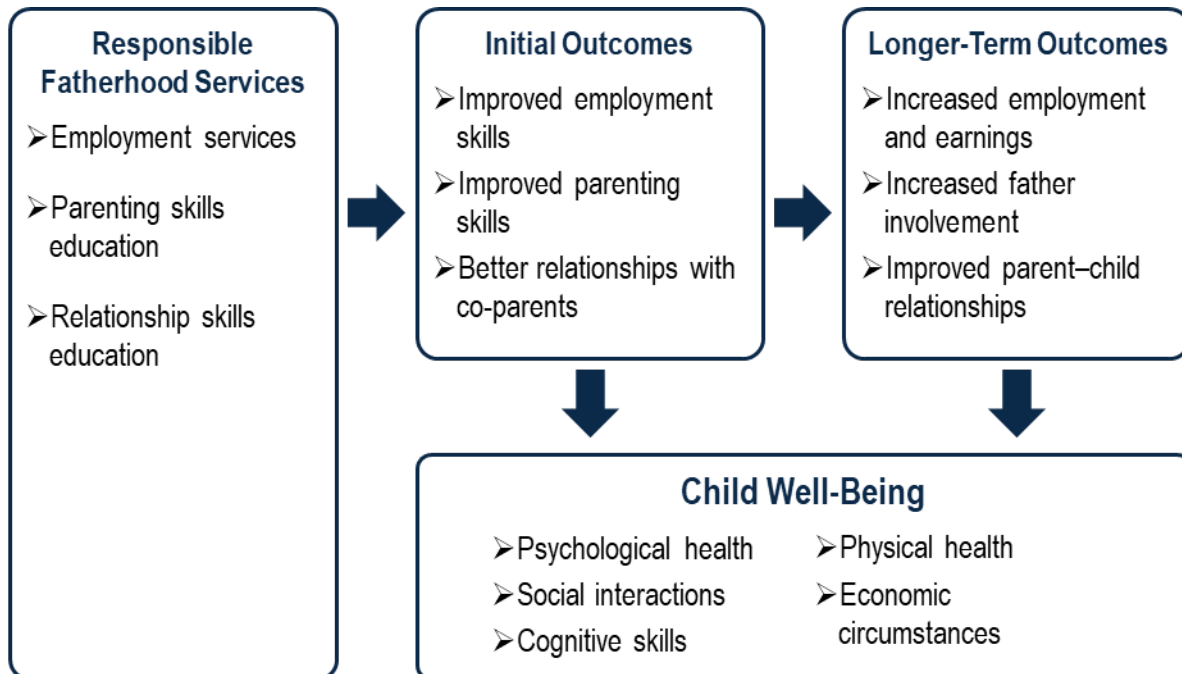 Responsible
Fatherhood Services
➢Employment services
➢Parenting skills
education
➢Relationship skills
education
Initial Outcomes
➢Improved employment
skills
➢Improved parenting
skills
➢Better relationships with
co-parents
Longer-Term Outcomes
➢Increased employment
and earnings
➢Increased father
involvement
➢Improved parent–child
relationships
Child Well-Being
➢Psychological health
➢Social interactions
➢Cognitive skills
➢Physical health
➢Economic
circumstances